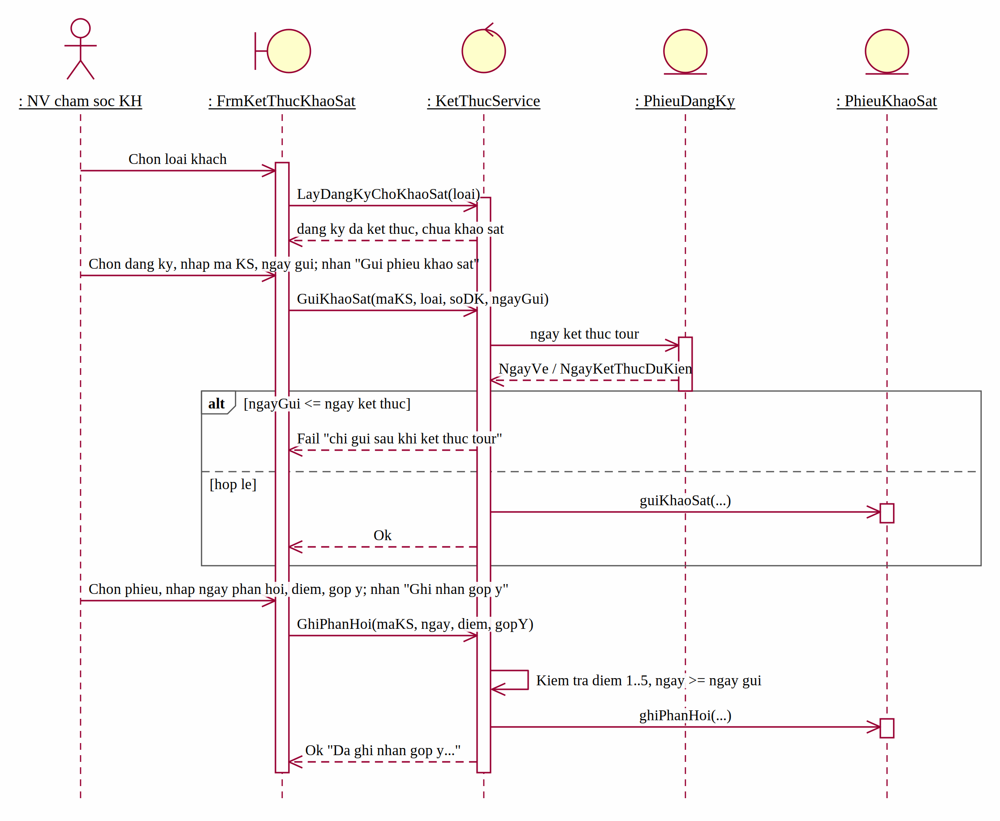 : NV cham soc KH
: FrmKetThucKhaoSat
: KetThucService
: PhieuDangKy
: PhieuKhaoSat
Chon loai khach
LayDangKyChoKhaoSat(loai)
dang ky da ket thuc, chua khao sat
Chon dang ky, nhap ma KS, ngay gui; nhan "Gui phieu khao sat"
GuiKhaoSat(maKS, loai, soDK, ngayGui)
ngay ket thuc tour
NgayVe / NgayKetThucDuKien
alt [ngayGui <= ngay ket thuc]
Fail "chi gui sau khi ket thuc tour"
[hop le]
guiKhaoSat(...)
Ok
Chon phieu, nhap ngay phan hoi, diem, gop y; nhan "Ghi nhan gop y"
GhiPhanHoi(maKS, ngay, diem, gopY)
Kiem tra diem 1..5, ngay >= ngay gui
ghiPhanHoi(...)
Ok "Da ghi nhan gop y..."